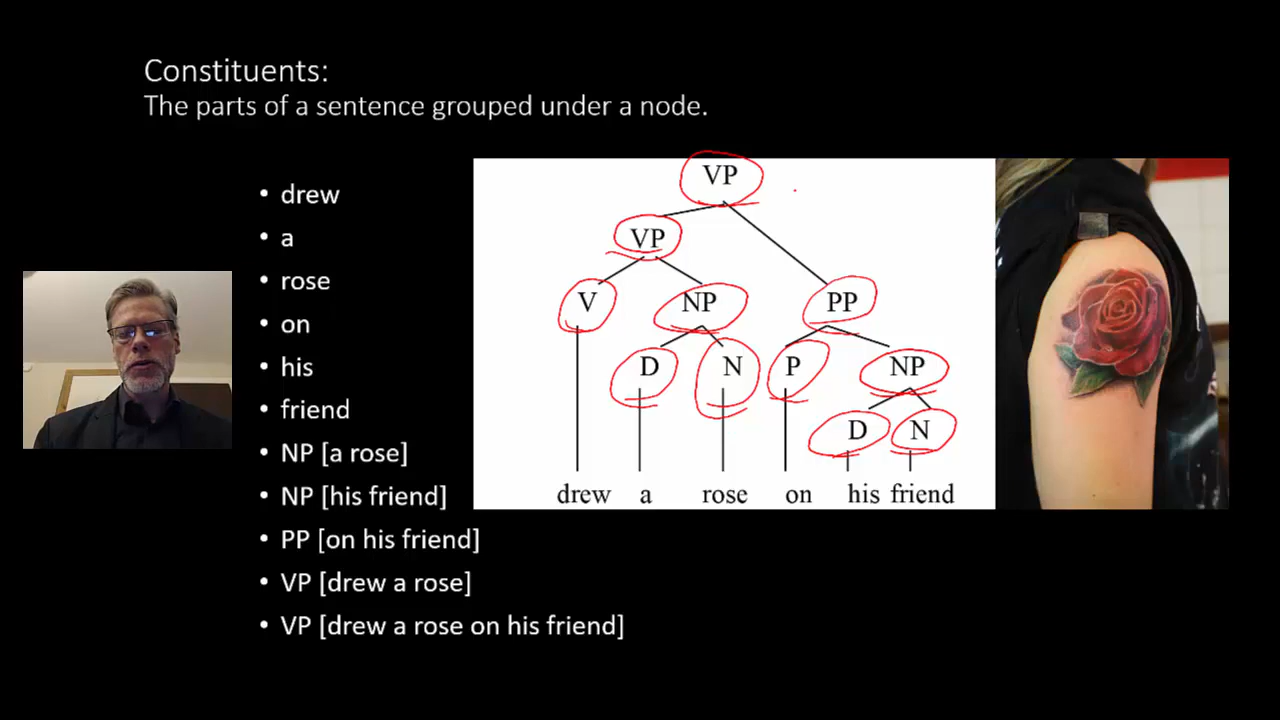 Constituents:
The parts of a sentence grouped under a node.
• drew
• a
• rose
• on
• his
• friend
• NP [a rose]
• NP [his friend]
• PP [on his friend]
• VP [drew a rose]
• VP [drew a rose on his friend]
VP
VP
V NP PP
D N P NP
D N
drew a rose on his friend